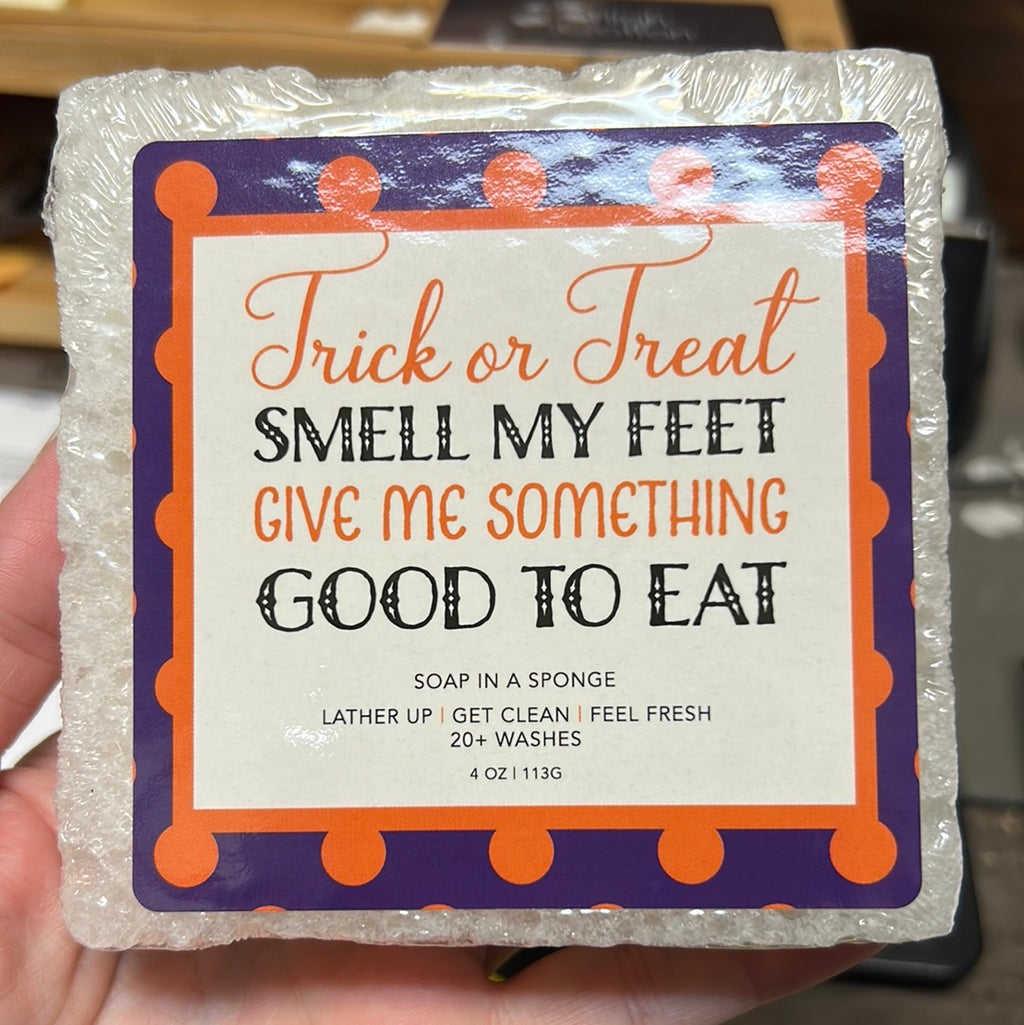 Trick or Treat
SMELL MY FEET
GIVE ME SOMETHING
GOOD TO EAT
SOAP IN A SPONGE
LATHER UP | GET CLEAN | FEEL FRESH
20+ WASHES
4 OZ | 113G